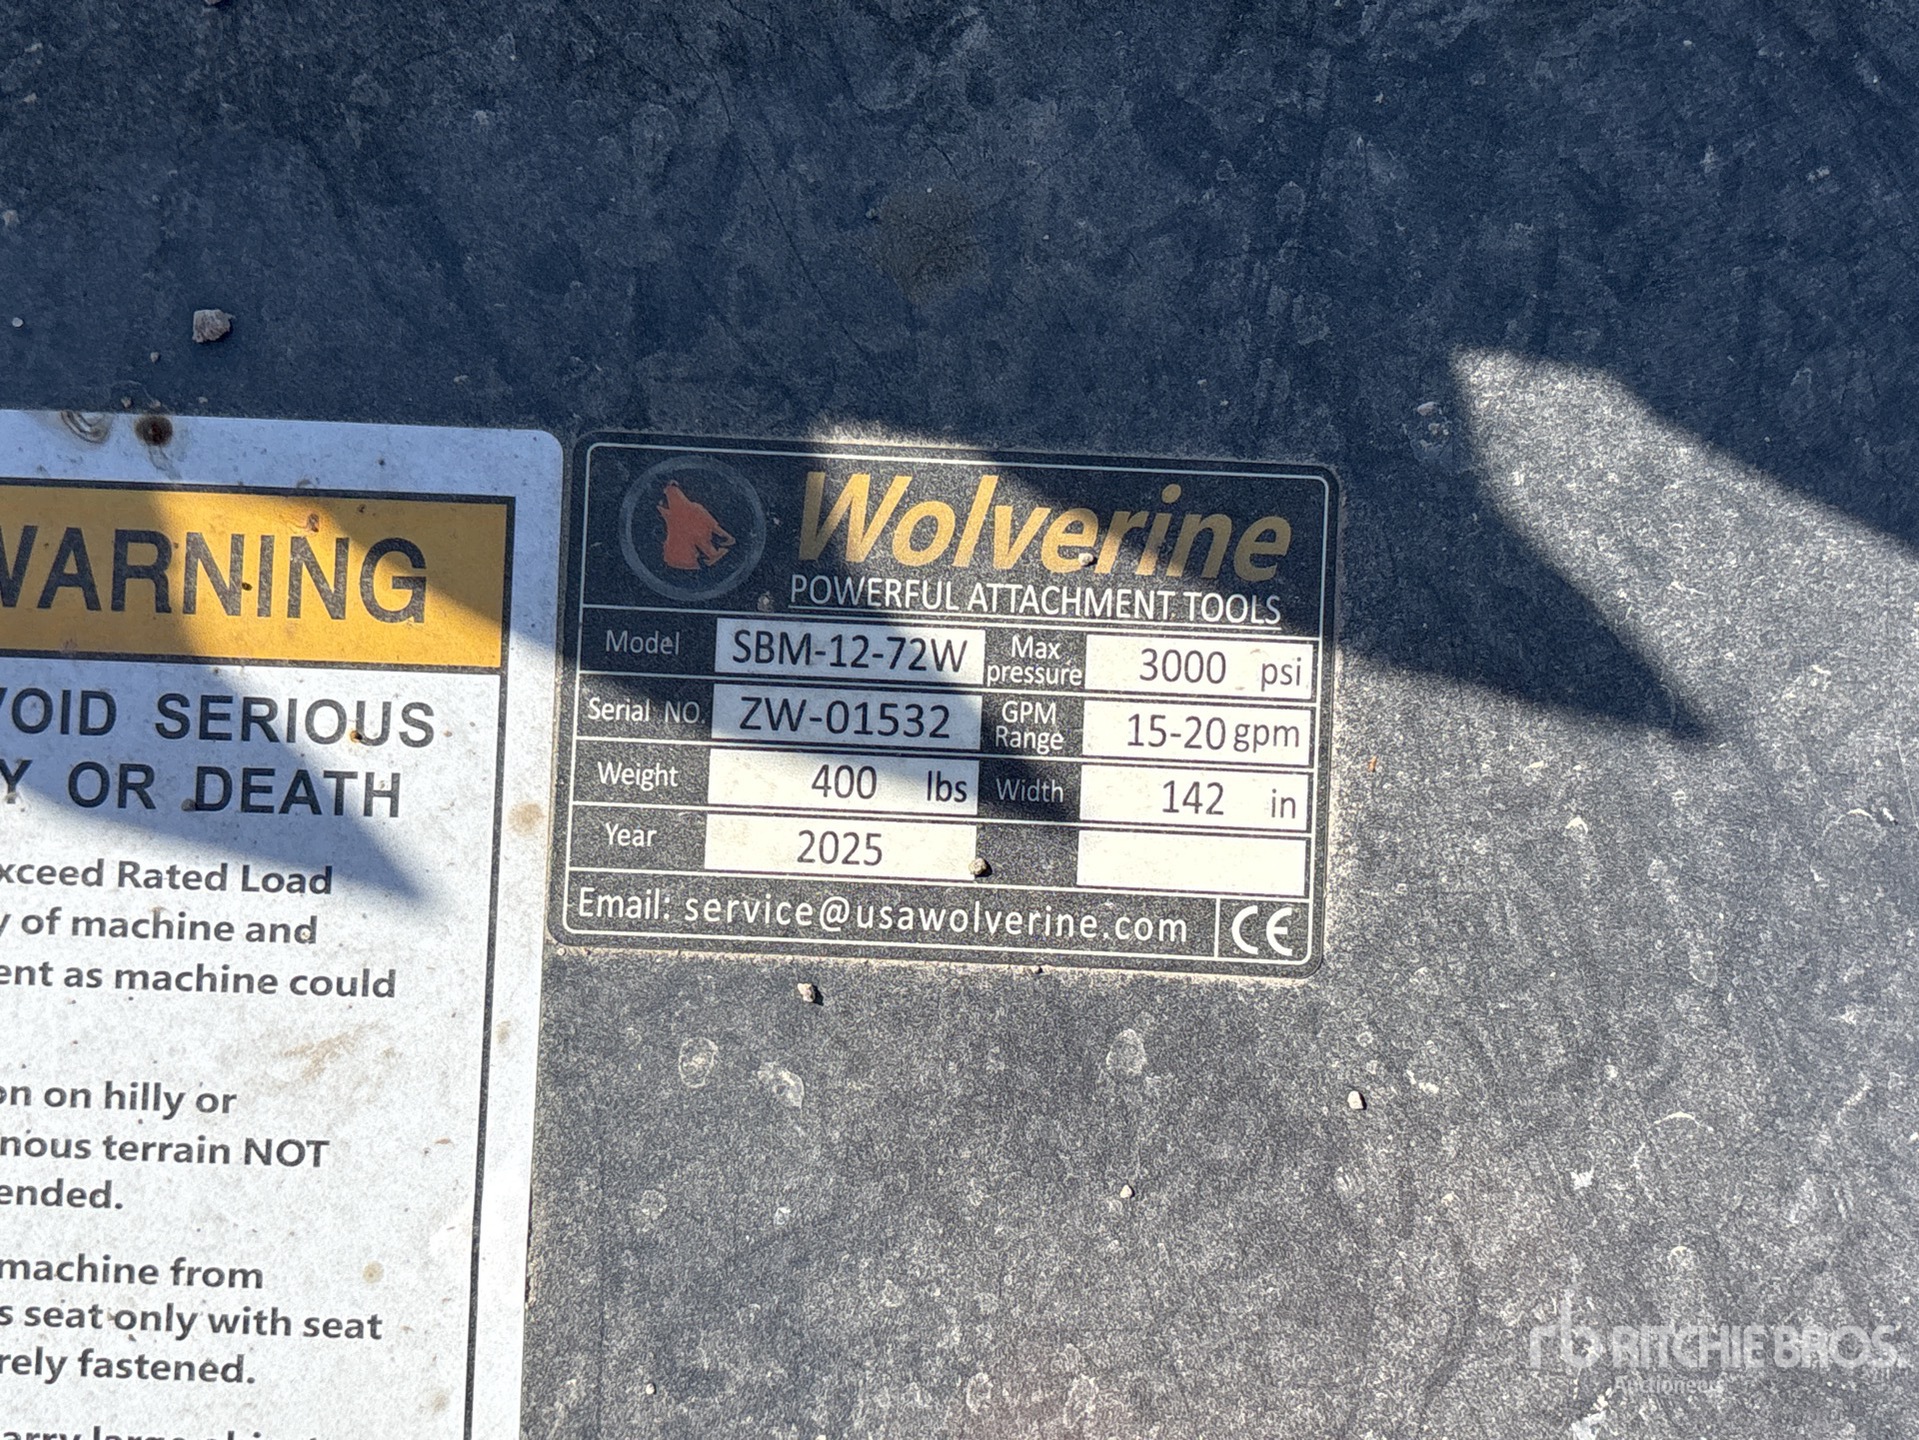 WARNING
VOID SERIOUS
Y OR DEATH
xceed Rated Load
y of machine and
ent as machine could
on on hilly or
nous terrain NOT
ended.
machine from
s seat only with seat
rely fastened.
Wolverine
POWERFUL ATTACHMENT TOOLS
Model SBM-12-72W Max pressure 3000 psi
Serial NO. ZW-01532 GPM Range 15-20 gpm
Weight 400 lbs Width 142 in
Year 2025
Email: service@usawolverine.com CE
rb RITCHIE BROS.
Auctioneers